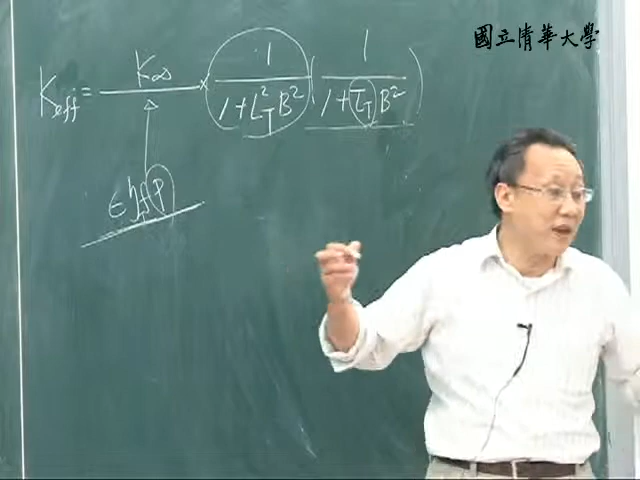 國立清華大學
Keff = K∞ × ( 1 / 1+L_T²B² ) ( 1 / 1+τ_T B² )
εηfP